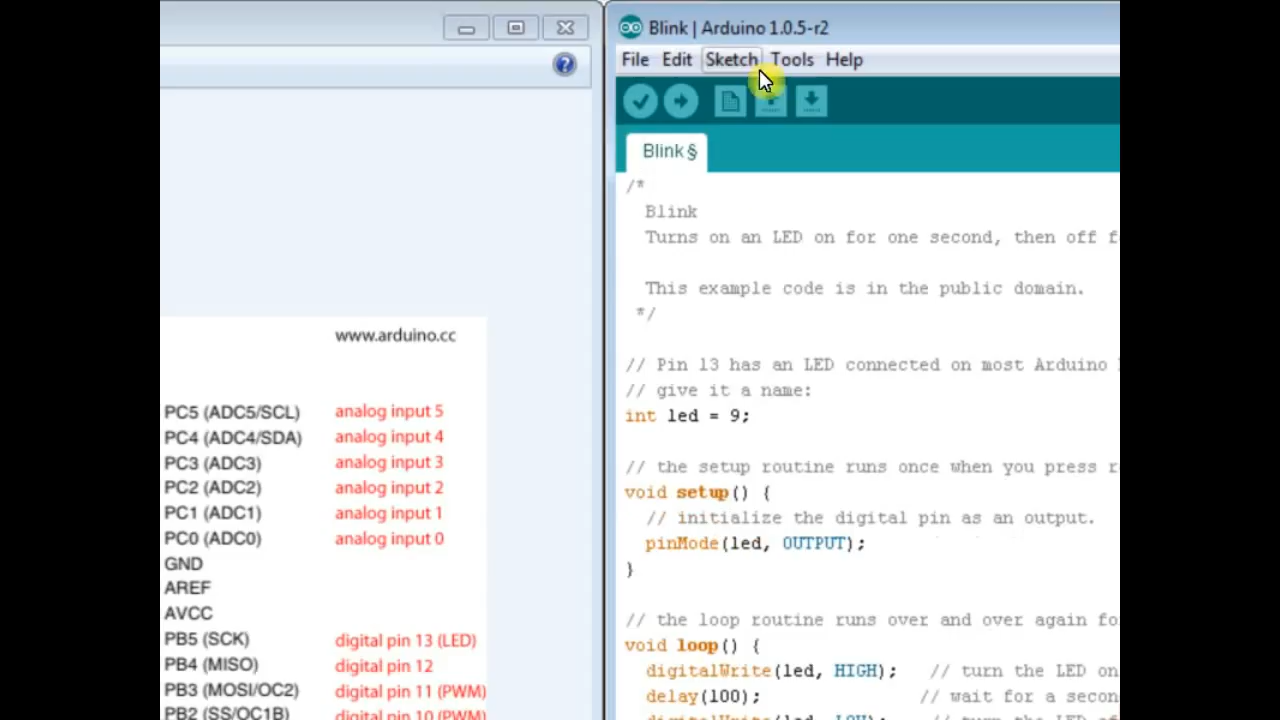 www.arduino.cc
PC5 (ADC5/SCL) analog input 5
PC4 (ADC4/SDA) analog input 4
PC3 (ADC3) analog input 3
PC2 (ADC2) analog input 2
PC1 (ADC1) analog input 1
PC0 (ADC0) analog input 0
GND
AREF
AVCC
PB5 (SCK) digital pin 13 (LED)
PB4 (MISO) digital pin 12
PB3 (MOSI/OC2) digital pin 11 (PWM)
PB2 (SS/OC1B) digital pin 10 (PWM)
Blink | Arduino 1.0.5-r2
File Edit Sketch Tools Help
Blink §
/*
Blink
Turns on an LED on for one second, then off f
This example code is in the public domain.
*/
// Pin 13 has an LED connected on most Arduino
// give it a name:
int led = 9;
// the setup routine runs once when you press r
void setup() {
// initialize the digital pin as an output.
pinMode(led, OUTPUT);
}
// the loop routine runs over and over again fo
void loop() {
digitalWrite(led, HIGH); // turn the LED on
delay(100); // wait for a secon
digitalWrite(led, LOW); // turn the LED of